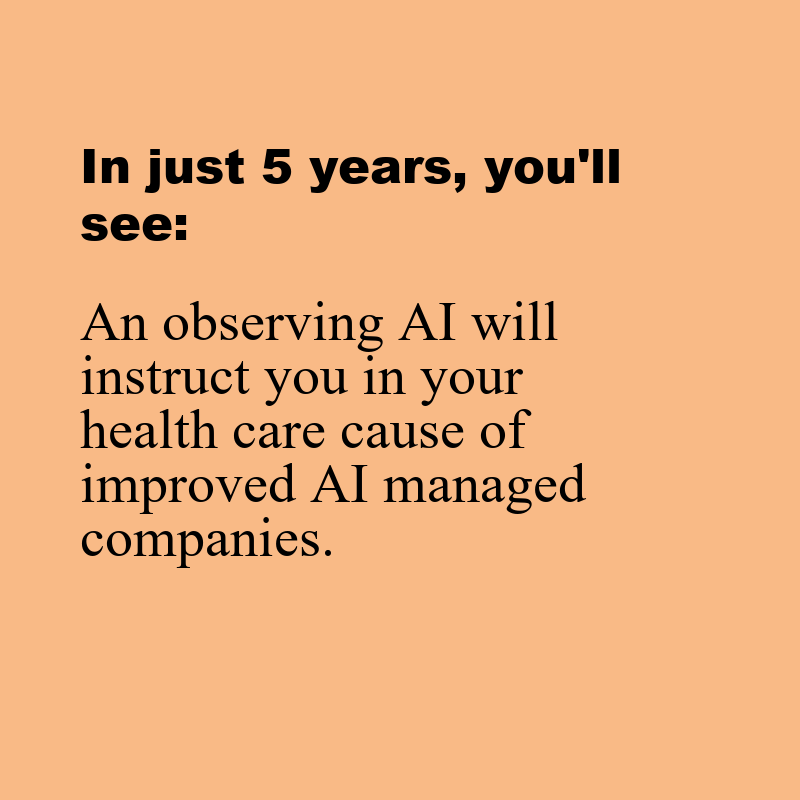 In just 5 years, you'll
see:
An observing AI will
instruct you in your
health care cause of
improved AI managed
companies.